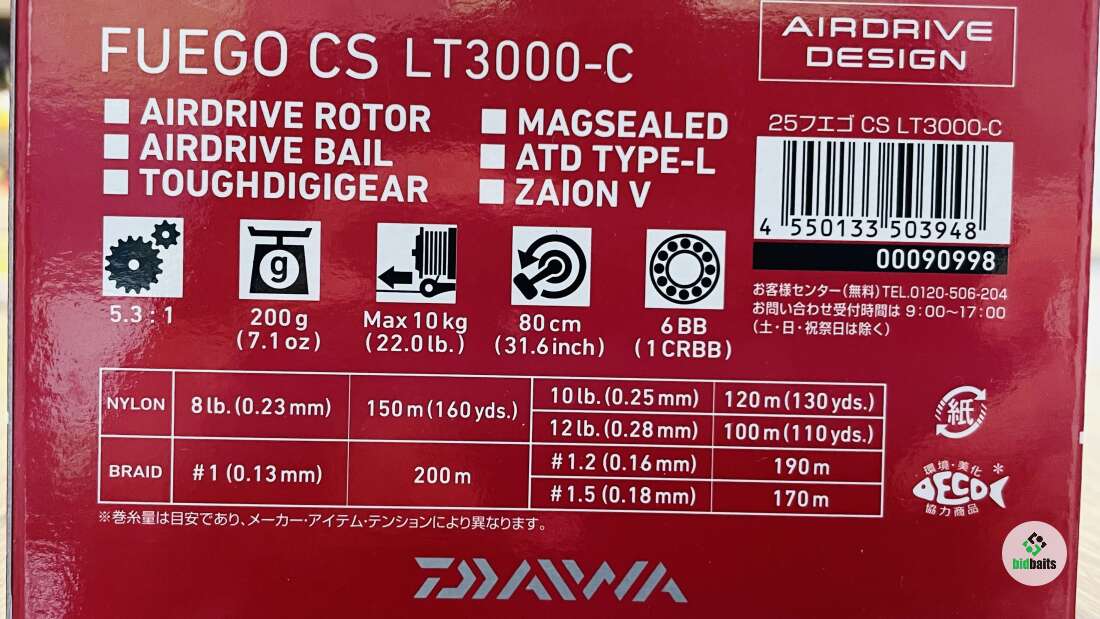 FUEGO CS LT3000-C
AIRDRIVE DESIGN
AIRDRIVE ROTOR
AIRDRIVE BAIL
TOUGHDIGIGEAR
MAGSEALED
ATD TYPE-L
ZAION V
25フエゴ CS LT3000-C
4 550133 503948
00090998
お客様センター(無料)TEL.0120-506-204
お問い合わせ受付時間は 9:00~17:00
(土・日・祝祭日は除く)
5.3 : 1
g
200 g
(7.1 oz)
Max 10 kg
(22.0 lb.)
80 cm
(31.6 inch)
6 BB
(1 CRBB)
NYLON 8 lb. (0.23 mm) 150 m (160 yds.) 10 lb. (0.25 mm) 120 m (130 yds.)
12 lb. (0.28 mm) 100 m (110 yds.)
BRAID #1 (0.13 mm) 200 m #1.2 (0.16 mm) 190 m
#1.5 (0.18 mm) 170 m
※巻糸量は目安であり、メーカー・アイテム・テンションにより異なります。
紙
環境・美化
DECO
協力商品
DAIWA
bidbaits